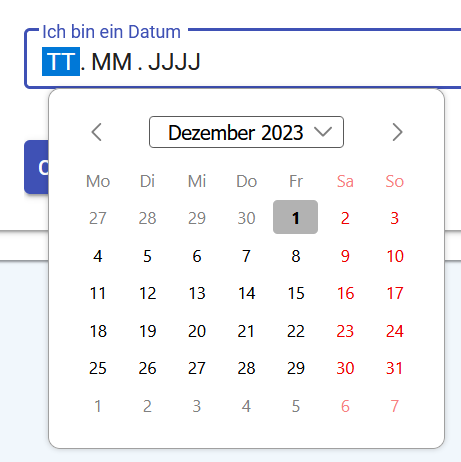 Ich bin ein Datum
TT. MM . JJJJ
Dezember 2023
Mo Di Mi Do Fr Sa So
27 28 29 30 1 2 3
4 5 6 7 8 9 10
11 12 13 14 15 16 17
18 19 20 21 22 23 24
25 26 27 28 29 30 31
1 2 3 4 5 6 7